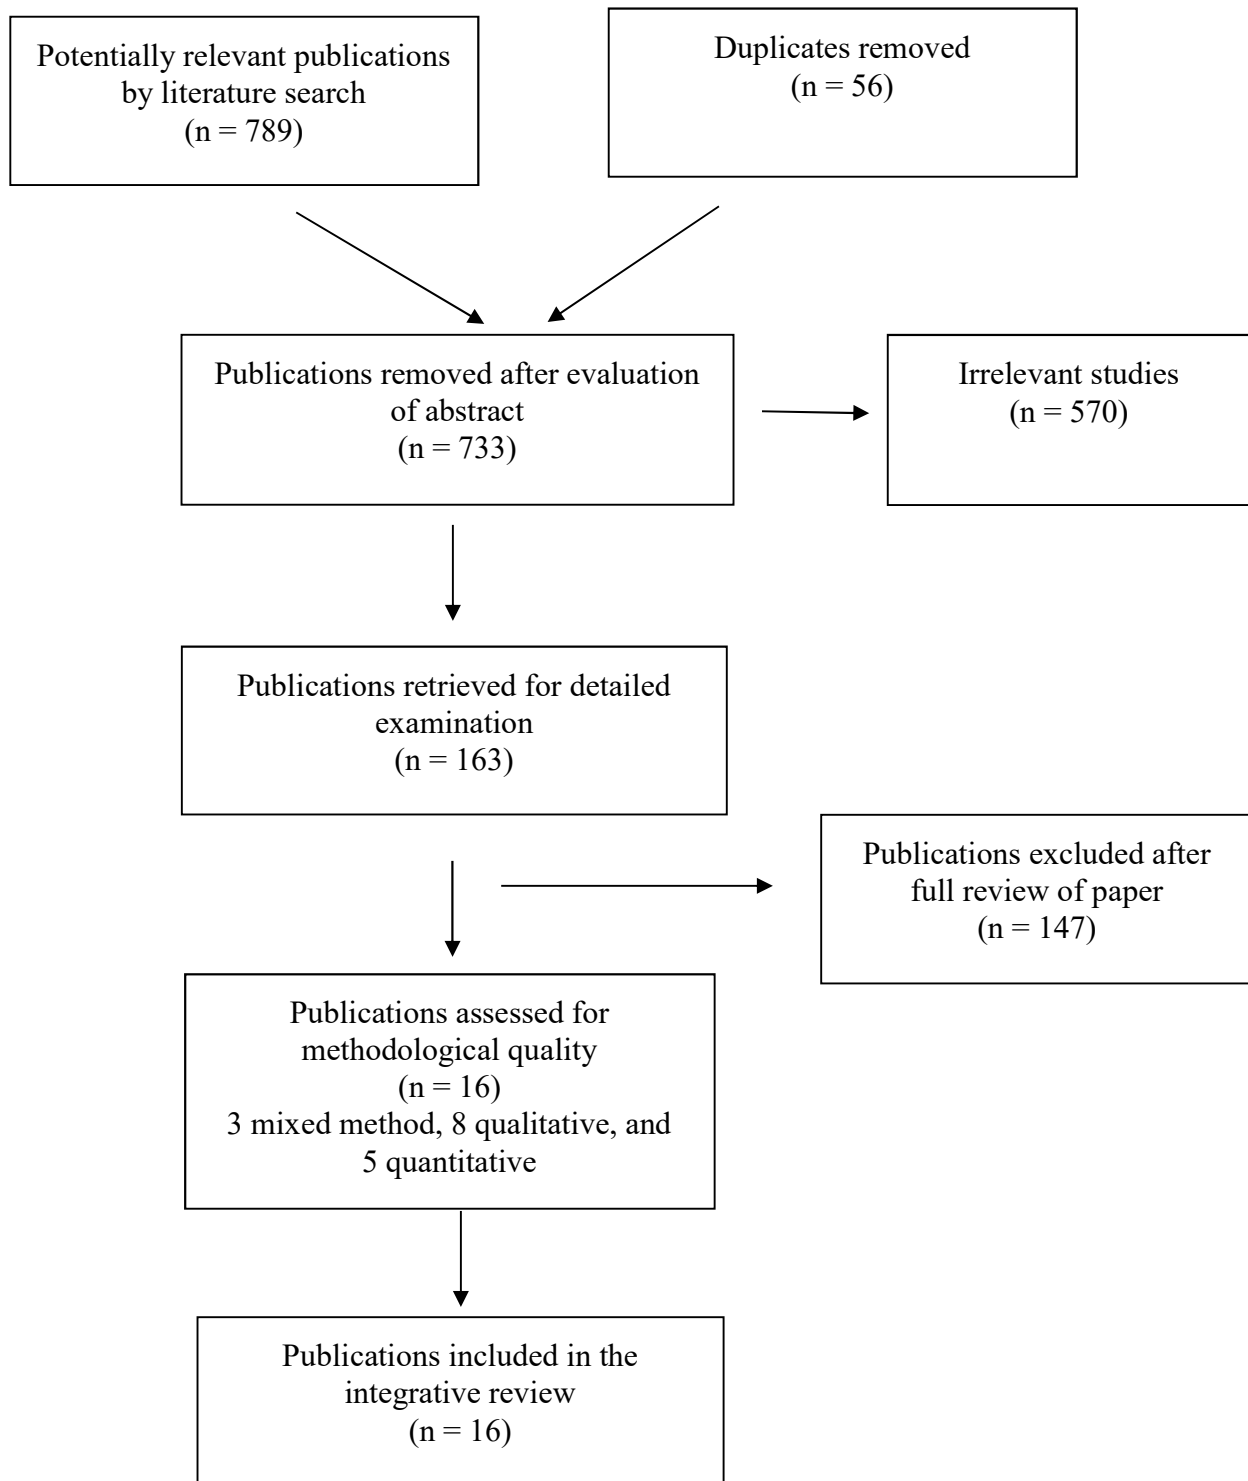 Potentially relevant publications
by literature search
(n = 789)
Duplicates removed
(n = 56)
Publications removed after evaluation
of abstract
(n = 733)
Irrelevant studies
(n = 570)
Publications retrieved for detailed
examination
(n = 163)
Publications excluded after
full review of paper
(n = 147)
Publications assessed for
methodological quality
(n = 16)
3 mixed method, 8 qualitative, and
5 quantitative
Publications included in the
integrative review
(n = 16)